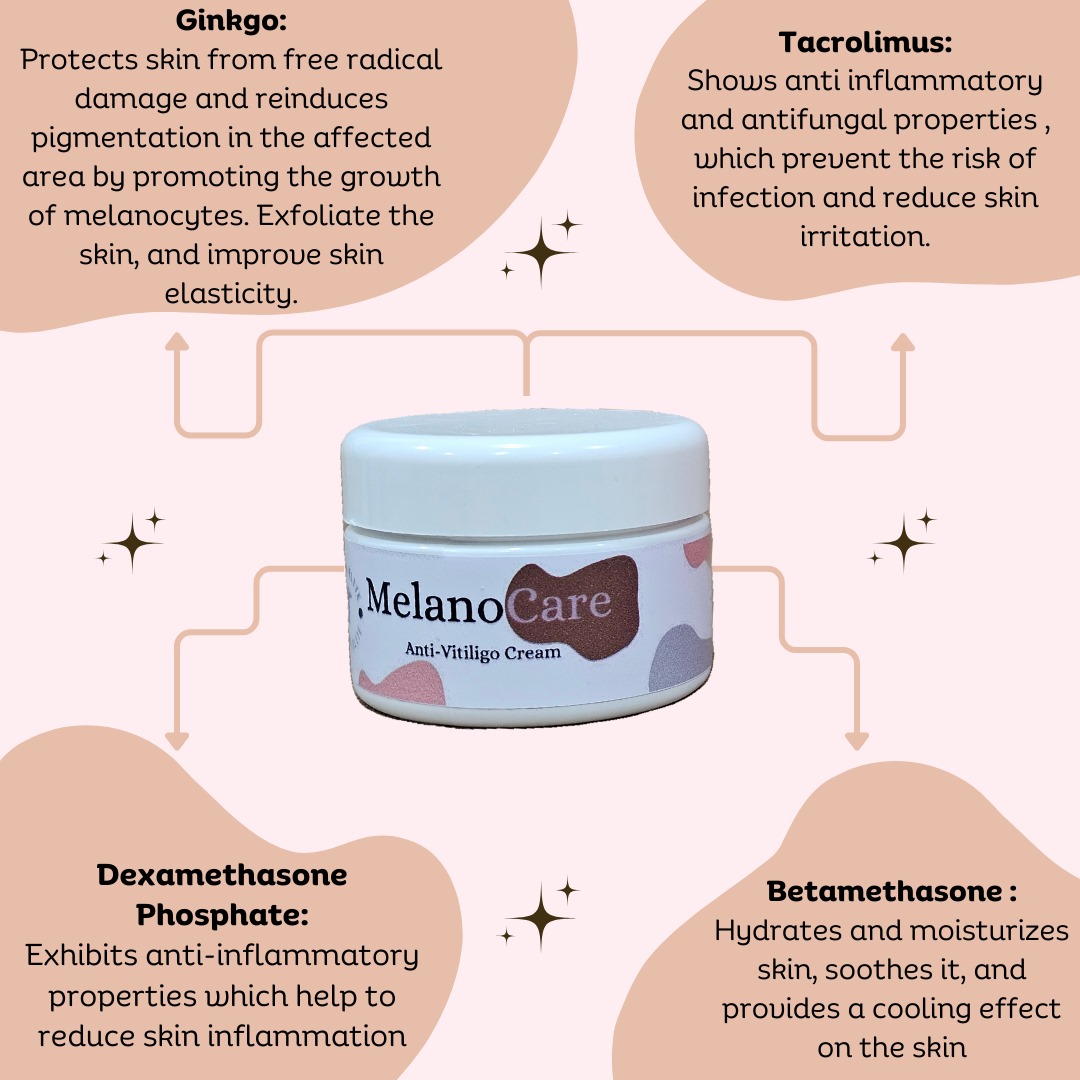 Ginkgo:
Protects skin from free radical
damage and reinduces
pigmentation in the affected
area by promoting the growth
of melanocytes. Exfoliate the
skin, and improve skin
elasticity.
Tacrolimus:
Shows anti inflammatory
and antifungal properties ,
which prevent the risk of
infection and reduce skin
irritation.
MelanoCare
Anti-Vitiligo Cream
Dexamethasone
Phosphate:
Exhibits anti-inflammatory
properties which help to
reduce skin inflammation
Betamethasone :
Hydrates and moisturizes
skin, soothes it, and
provides a cooling effect
on the skin